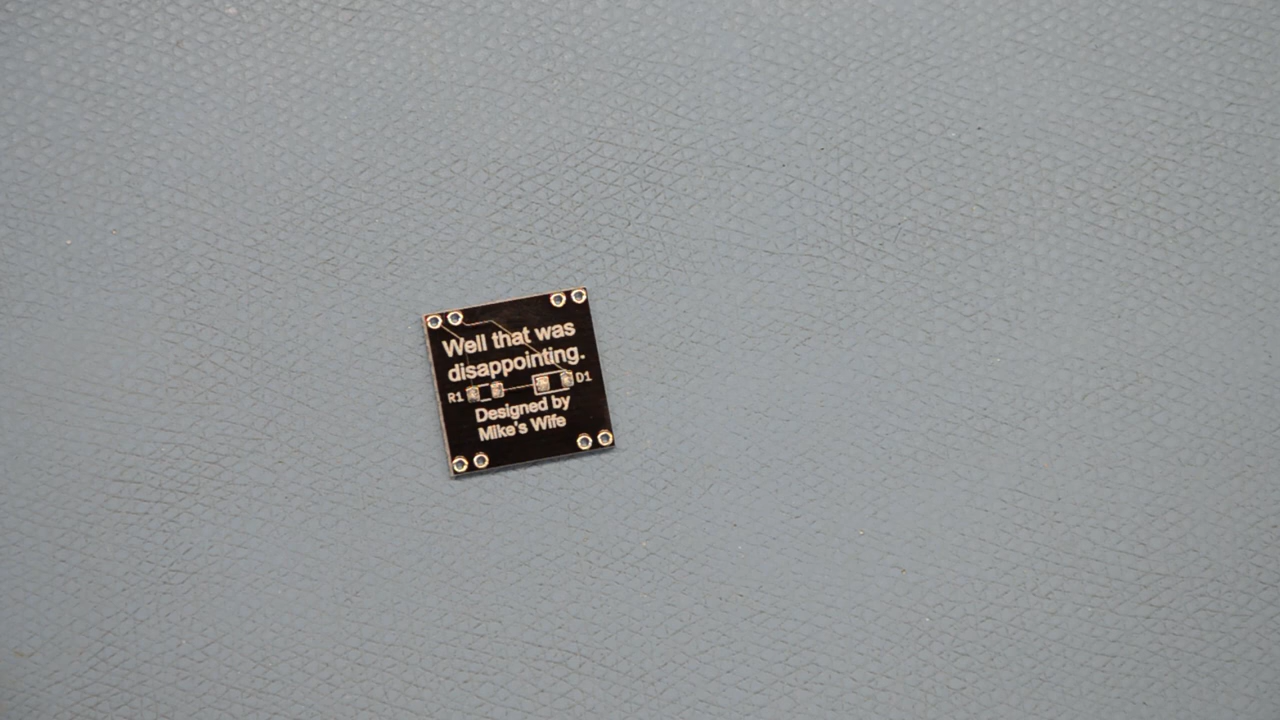 Well that was
disappointing.
R1 D1
Designed by
Mike's Wife